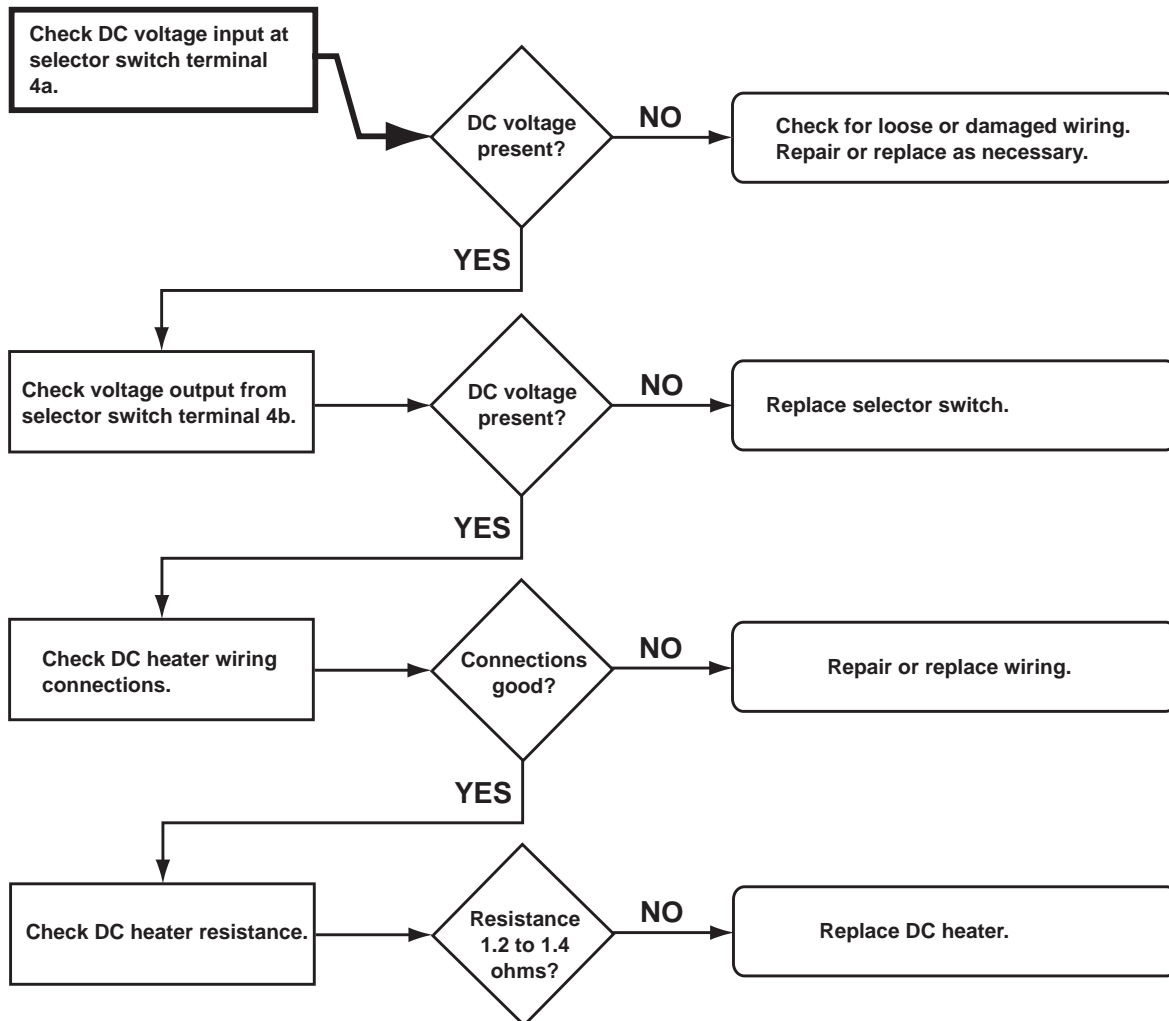 Check DC voltage input at
selector switch terminal
4a.
DC voltage
present?
NO
Check for loose or damaged wiring.
Repair or replace as necessary.
YES
Check voltage output from
selector switch terminal 4b.
DC voltage
present?
NO
Replace selector switch.
YES
Check DC heater wiring
connections.
Connections
good?
NO
Repair or replace wiring.
YES
Check DC heater resistance.
Resistance
1.2 to 1.4
ohms?
NO
Replace DC heater.